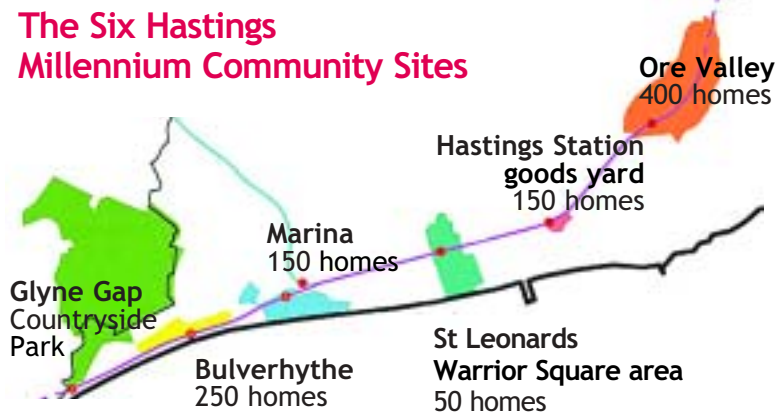 The Six Hastings
Millennium Community Sites
Ore Valley
400 homes
Hastings Station
goods yard
150 homes
Marina
150 homes
Glyne Gap
Countryside
Park
Bulverhythe
250 homes
St Leonards
Warrior Square area
50 homes